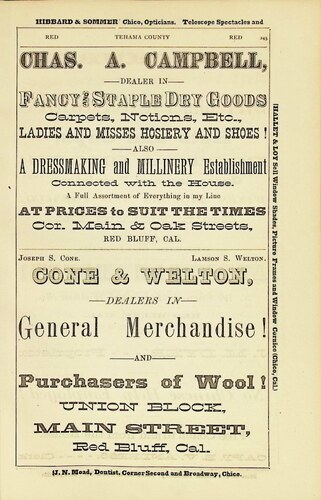 HIBBARD & SOMMER Chico, Opticians. Telescope Spectacles and
RED TEHAMA COUNTY RED 245
CHAS. A. CAMPBELL,
—DEALER IN—
FANCY AND STAPLE DRY GOODS
Carpets, Notions, Etc.,
LADIES AND MISSES HOSIERY AND SHOES!
—ALSO—
A DRESSMAKING and MILLINERY Establishment
Connected with the House.
A Full Assortment of Everything in my Line
AT PRICES to SUIT THE TIMES
Cor. Main & Oak Streets,
RED BLUFF, CAL.
JOSEPH S. CONE. LAMSON S. WELTON.
CONE & WELTON,
—DEALERS IN—
General Merchandise!
—AND—
Purchasers of Wool!
UNION BLOCK,
MAIN STREET,
Red Bluff, Cal.
J. N. Mead, Dentist, Corner Second and Broadway, Chico.
HALLET & LOY Sell Window Shades, Picture Frames and Window Cornice (Chico, Cal.)